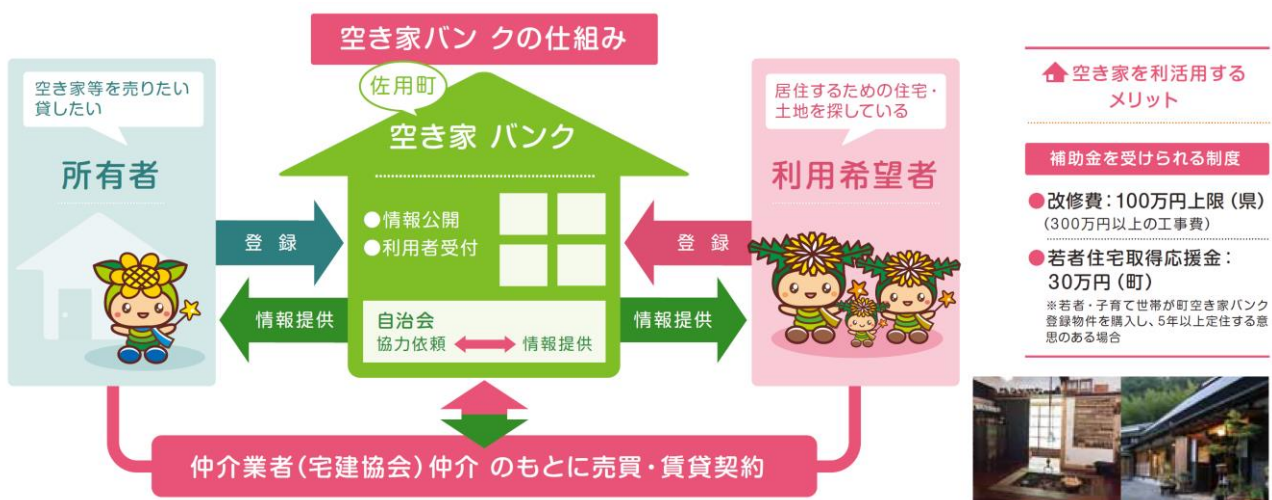 空き家バン クの仕組み
空き家等を売りたい
貸したい
所有者
佐用町
空き家 バンク
●情報公開
●利用者受付
自治会
協力依頼 情報提供
登 録
情報提供
登 録
情報提供
居住するための住宅・
土地を探している
利用希望者
仲介業者(宅建協会)仲介 のもとに売買・賃貸契約
空き家を利活用する
メリット
補助金を受けられる制度
●改修費：100万円上限(県)
(300万円以上の工事費)
●若者住宅取得応援金：
30万円(町)
※若者・子育て世帯が町空き家バンク
登録物件を購入し、5年以上定住する意
思のある場合